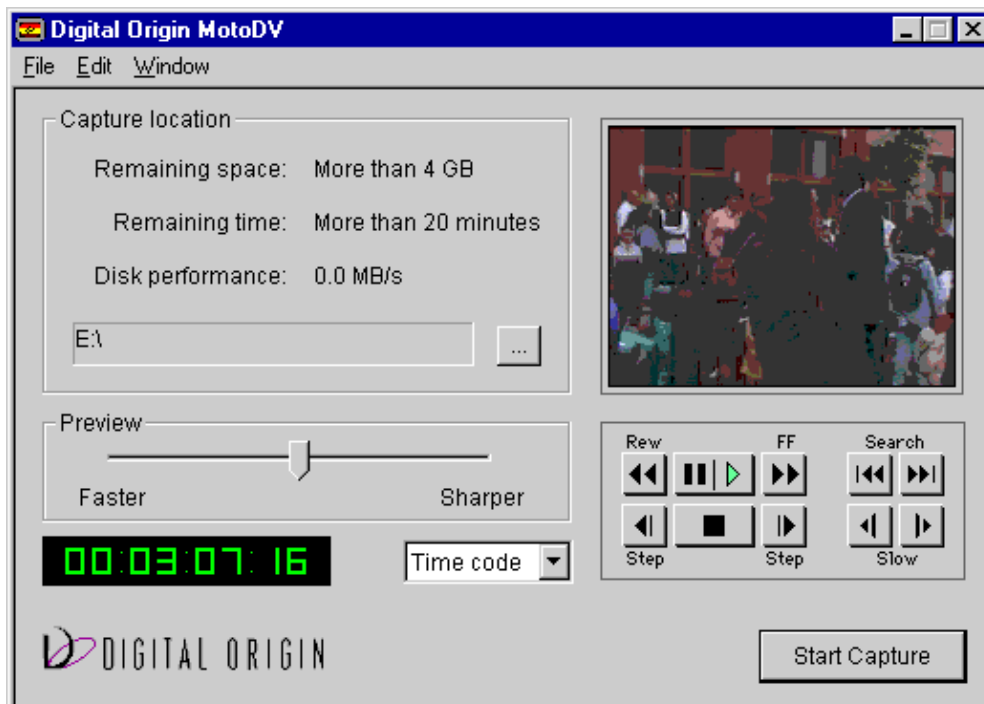 Digital Origin MotoDV
File Edit Window
Capture location
Remaining space: More than 4 GB
Remaining time: More than 20 minutes
Disk performance: 0.0 MB/s
E:\
...
Preview
Faster Sharper
00:03:07:16
Time code
Rew FF Search
Step Step Slow
DIGITAL ORIGIN
Start Capture